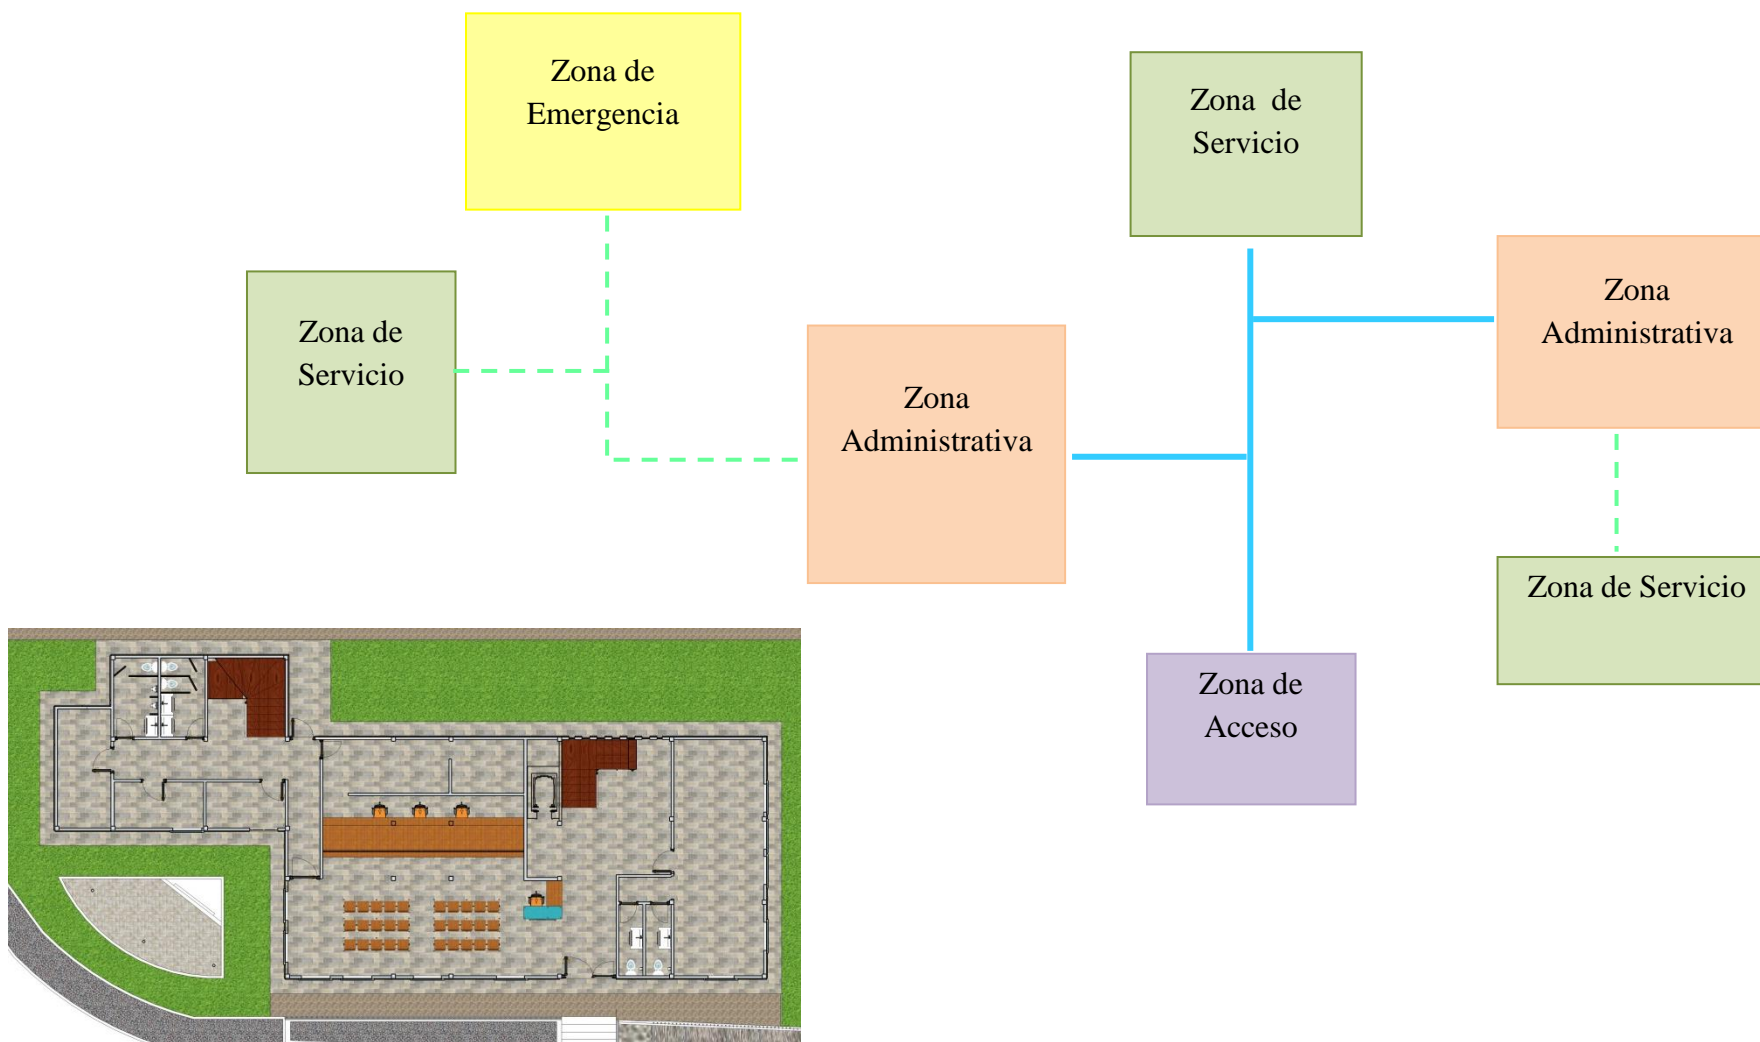 Zona de
Emergencia
Zona  de
Servicio
Zona
Administrativa
Zona de
Servicio
Zona
Administrativa
Zona de Servicio
Zona de
Acceso